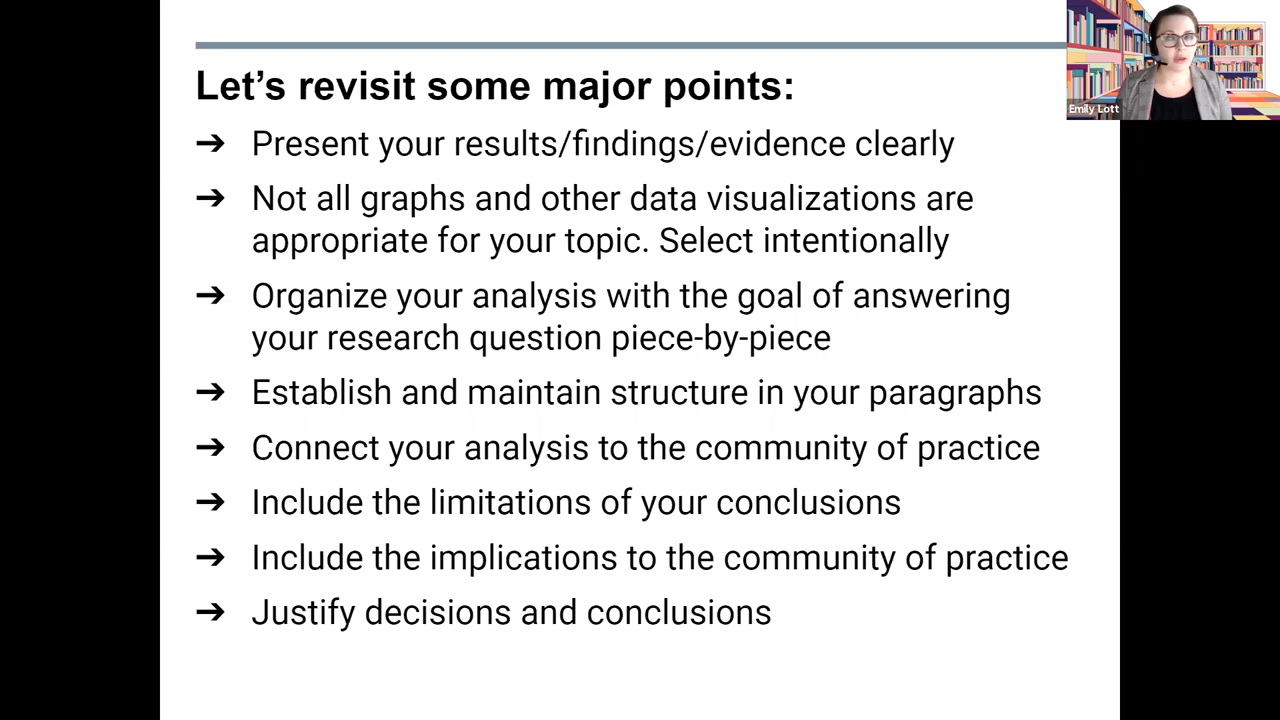 Let’s revisit some major points:
➔ Present your results/findings/evidence clearly
➔ Not all graphs and other data visualizations are
appropriate for your topic. Select intentionally
➔ Organize your analysis with the goal of answering
your research question piece-by-piece
➔ Establish and maintain structure in your paragraphs
➔ Connect your analysis to the community of practice
➔ Include the limitations of your conclusions
➔ Include the implications to the community of practice
➔ Justify decisions and conclusions
Emily Lott